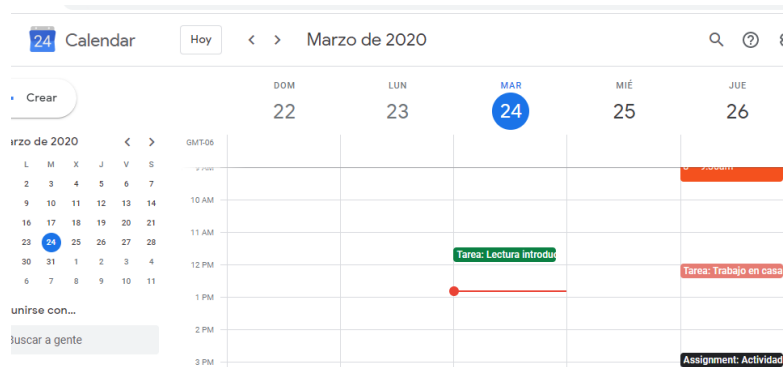 24 Calendar
Hoy
Marzo de 2020
Crear
DOM LUN MAR MIÉ JUE
22 23 24 25 26
arzo de 2020
GMT-06
L M X J V S
2 3 4 5 6 7
9 10 11 12 13 14
16 17 18 19 20 21
23 24 25 26 27 28
30 31 1 2 3 4
6 7 8 9 10 11
unirse con...
Buscar a gente
10 AM
11 AM
Tarea: Lectura introduc
12 PM
Tarea: Trabajo en casa
1 PM
2 PM
3 PM
Assignment: Actividad